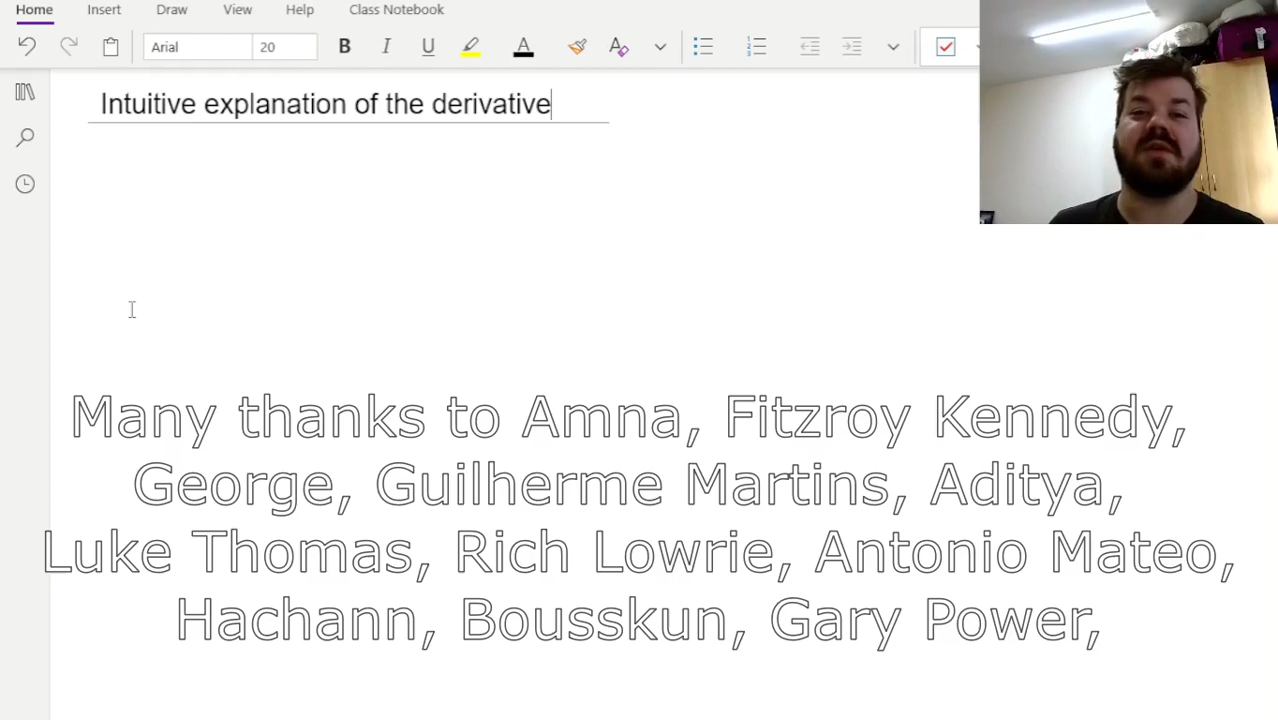 Home Insert Draw View Help Class Notebook
Arial 20 B I U A A
Intuitive explanation of the derivative
Many thanks to Amna, Fitzroy Kennedy,
George, Guilherme Martins, Aditya,
Luke Thomas, Rich Lowrie, Antonio Mateo,
Hachann, Bousskun, Gary Power,